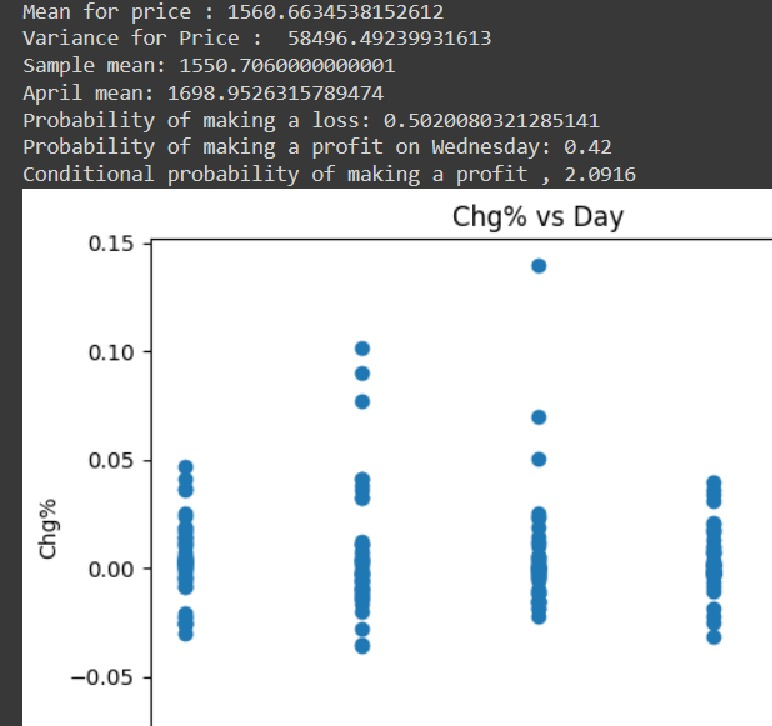 Mean for price : 1560.6634538152612
Variance for Price :  58496.49239931613
Sample mean: 1550.7060000000001
April mean: 1698.9526315789474
Probability of making a loss: 0.5020080321285141
Probability of making a profit on Wednesday: 0.42
Conditional probability of making a profit , 2.0916
Chg% vs Day
0.15
0.10
0.05
Chg%
0.00
−0.05